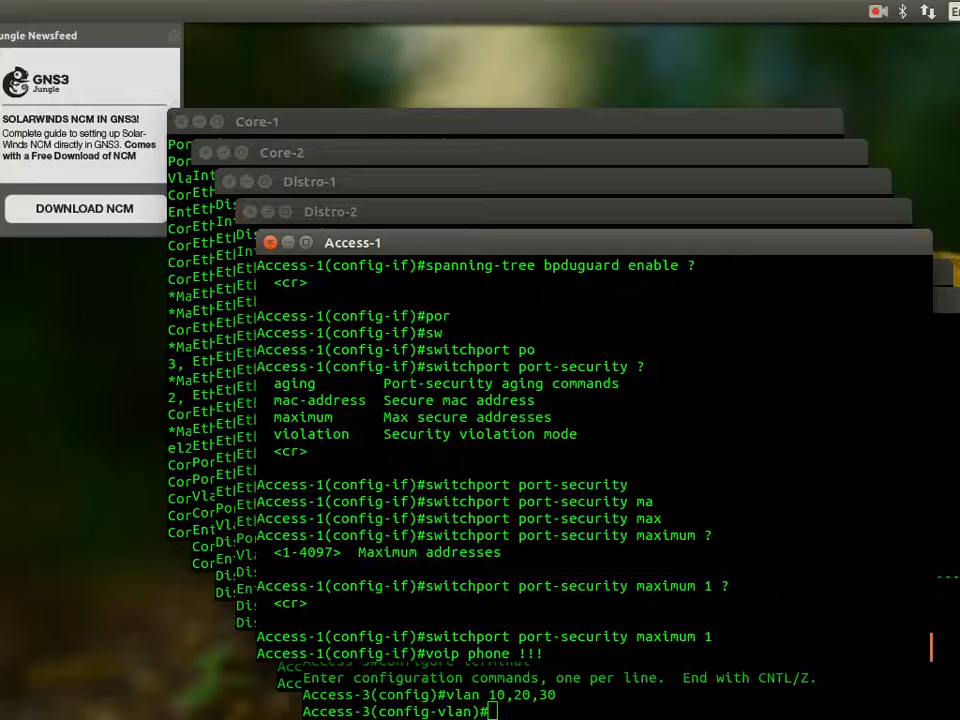 En
ungle Newsfeed
GNS3
Jungle
SOLARWINDS NCM IN GNS3!
Complete guide to setting up Solar-
Winds NCM directly in GNS3. Comes
with a Free Download of NCM
DOWNLOAD NCM
Core-1
Core-2
Distro-1
Distro-2
Access-1
Access-1(config-if)#spanning-tree bpduguard enable ?
<cr>
Access-1(config-if)#por
Access-1(config-if)#sw
Access-1(config-if)#switchport po
Access-1(config-if)#switchport port-security ?
aging Port-security aging commands
mac-address Secure mac address
maximum Max secure addresses
violation Security violation mode
<cr>
Access-1(config-if)#switchport port-security
Access-1(config-if)#switchport port-security ma
Access-1(config-if)#switchport port-security max
Access-1(config-if)#switchport port-security maximum ?
<1-4097> Maximum addresses
Access-1(config-if)#switchport port-security maximum 1 ?
<cr>
Access-1(config-if)#switchport port-security maximum 1
Access-1(config-if)#voip phone !!!
Access-3#configure terminal
Enter configuration commands, one per line. End with CNTL/Z.
Access-3(config)#vlan 10,20,30
Access-3(config-vlan)#